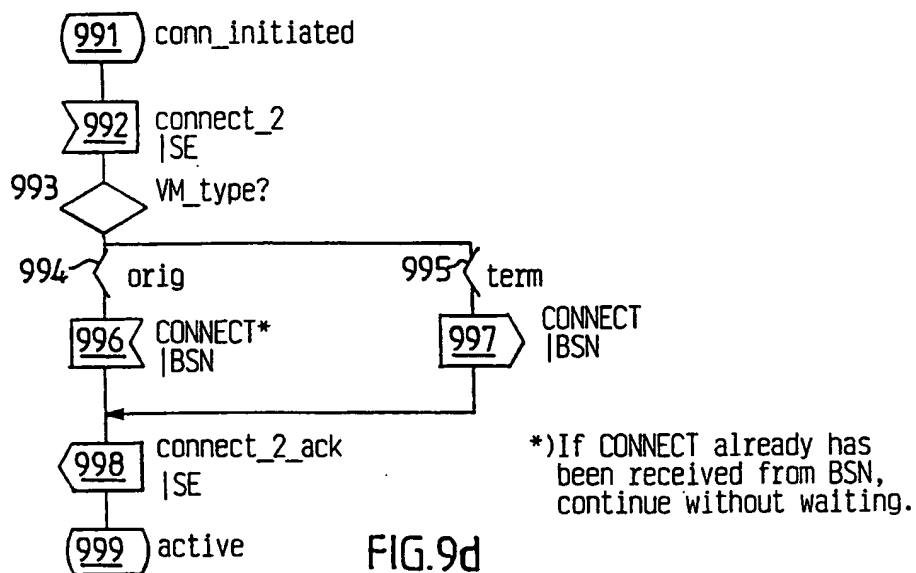 991 conn_initiated
992 connect_2
|SE
993 VM_type?
994 orig
995 term
996 CONNECT*
|BSN
997 CONNECT
|BSN
998 connect_2_ack
|SE
*)If CONNECT already has
been received from BSN,
continue without waiting.
999 active
FIG.9d